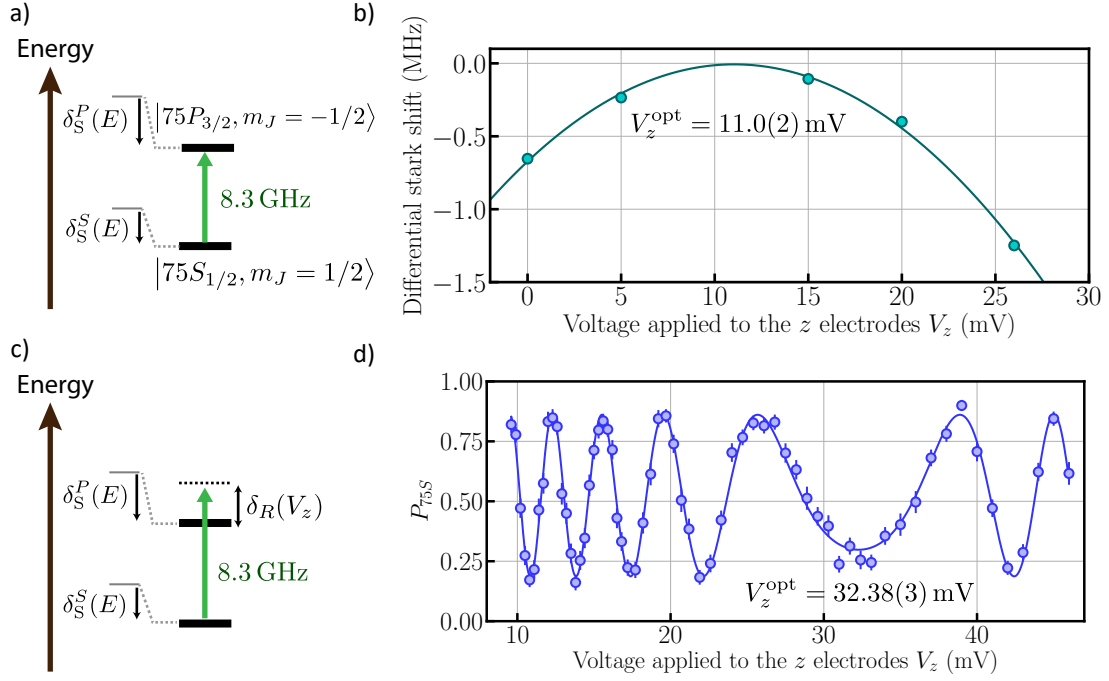 a)
Energy
δ_S^P(E)
|75P_{3/2}, m_J = −1/2⟩
8.3 GHz
δ_S^S(E)
|75S_{1/2}, m_J = 1/2⟩
b)
Differential stark shift (MHz)
0.0
−0.5
−1.0
−1.5
V_z^opt = 11.0(2) mV
0 5 10 15 20 25 30
Voltage applied to the z electrodes V_z (mV)
c)
Energy
δ_S^P(E)
δ_R(V_z)
8.3 GHz
δ_S^S(E)
d)
P_{75S}
1.00
0.75
0.50
0.25
0.00
V_z^opt = 32.38(3) mV
10 20 30 40
Voltage applied to the z electrodes V_z (mV)